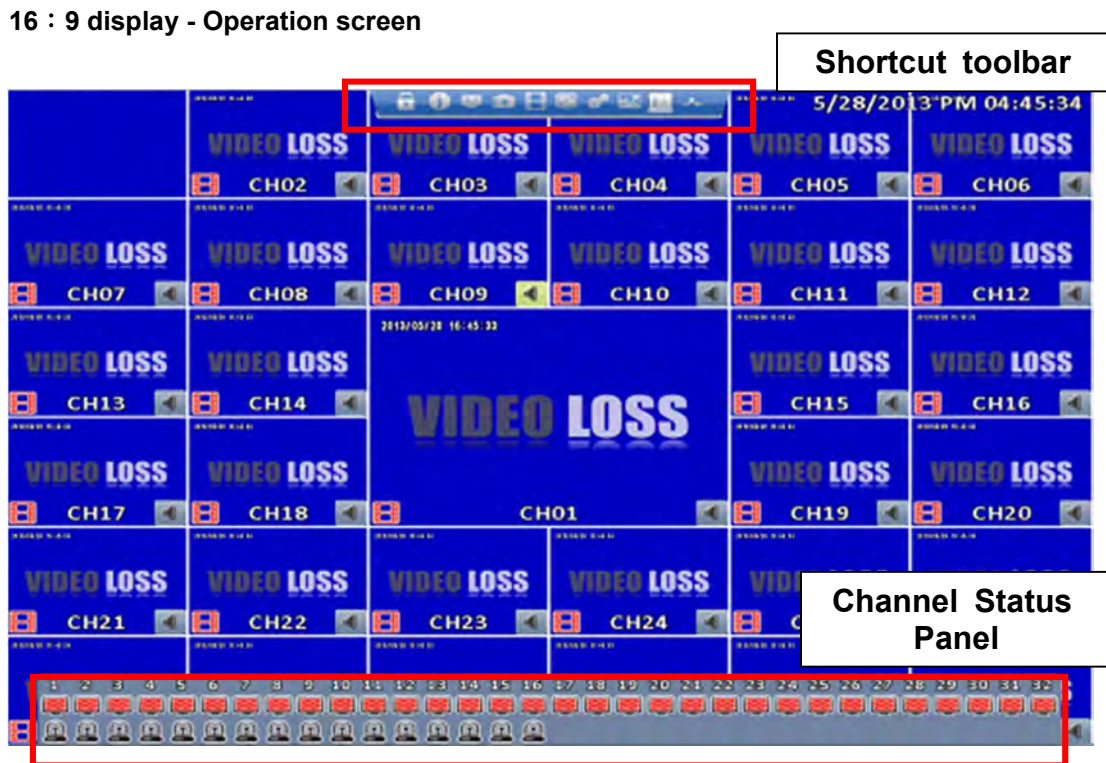 16：9 display - Operation screen
Shortcut toolbar
5/28/2013 PM 04:45:34
VIDEO LOSS VIDEO LOSS VIDEO LOSS VIDEO LOSS VIDEO LOSS
CH02 CH03 CH04 CH05 CH06
VIDEO LOSS VIDEO LOSS VIDEO LOSS VIDEO LOSS VIDEO LOSS VIDEO LOSS
CH07 CH08 CH09 CH10 CH11 CH12
2013/05/28 16:45:33
VIDEO LOSS VIDEO LOSS VIDEO LOSS VIDEO LOSS
CH13 CH14 CH15 CH16
VIDEO LOSS
VIDEO LOSS VIDEO LOSS VIDEO LOSS VIDEO LOSS
CH17 CH18 CH01 CH19 CH20
VIDEO LOSS VIDEO LOSS VIDEO LOSS VIDEO LOSS
CH21 CH22 CH23 CH24
Channel Status
Panel
1 2 3 4 5 6 7 8 9 10 11 12 13 14 15 16 17 18 19 20 21 22 23 24 25 26 27 28 29 30 31 32